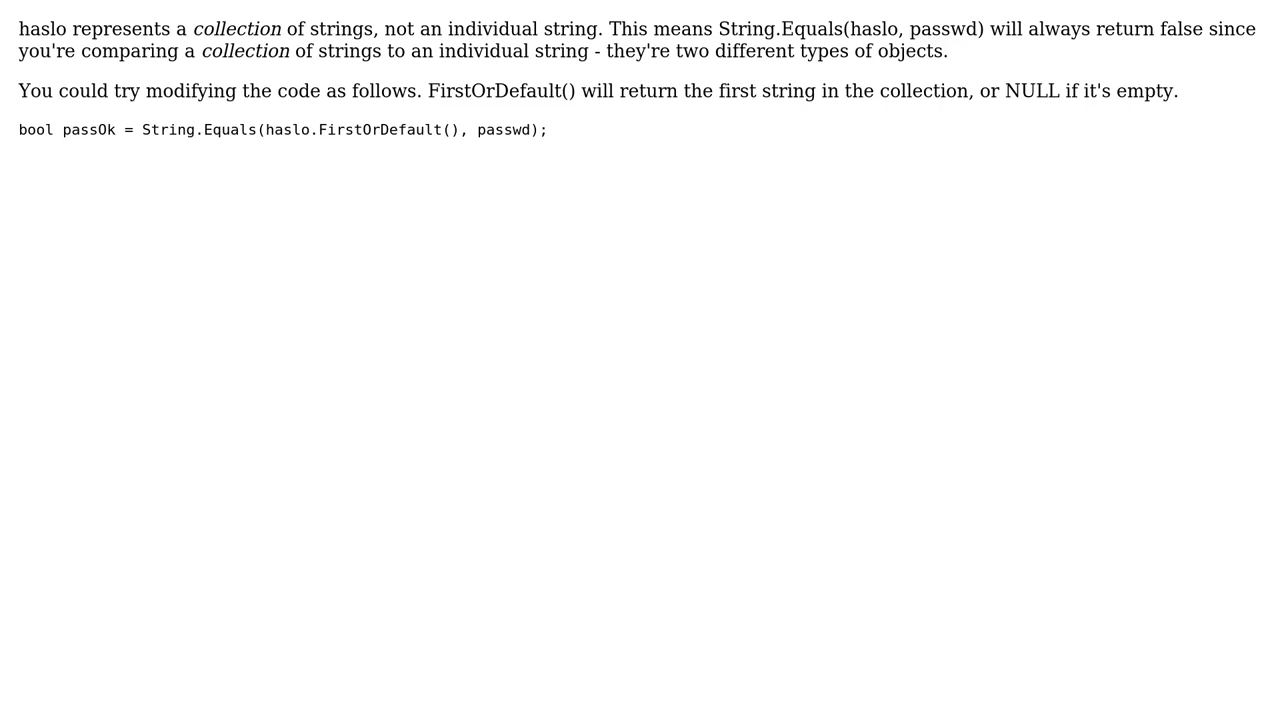 haslo represents a collection of strings, not an individual string. This means String.Equals(haslo, passwd) will always return false since
you're comparing a collection of strings to an individual string - they're two different types of objects.
You could try modifying the code as follows. FirstOrDefault() will return the first string in the collection, or NULL if it's empty.
bool passOk = String.Equals(haslo.FirstOrDefault(), passwd);